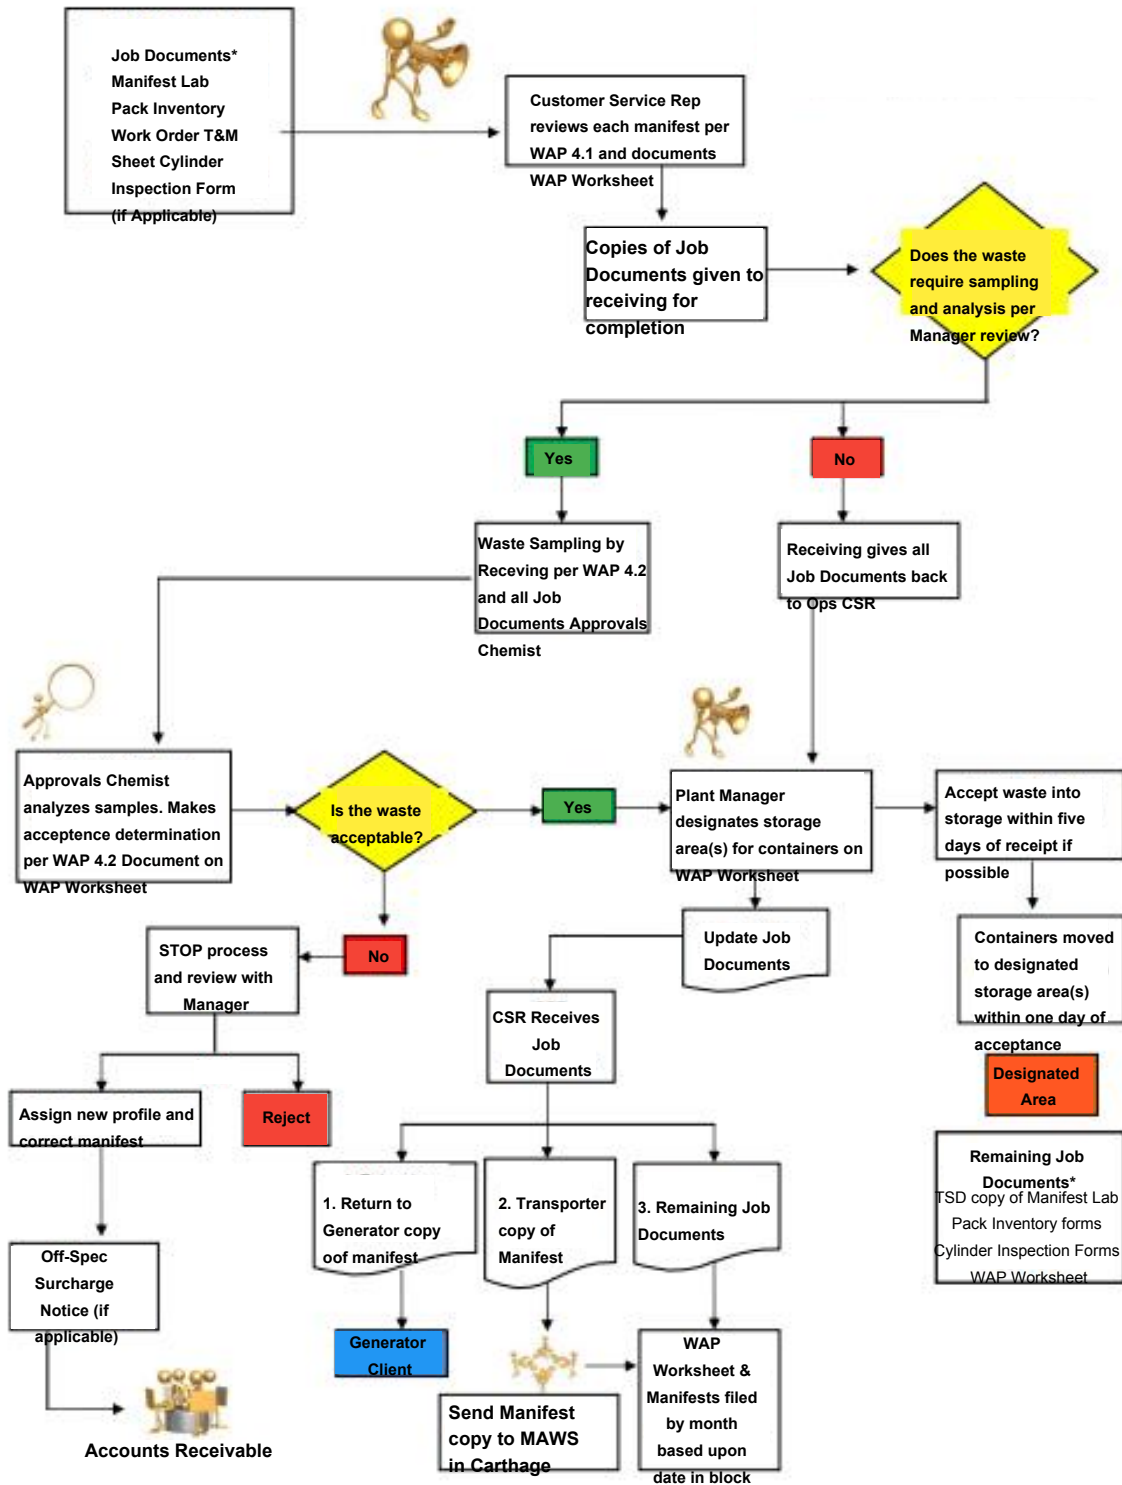 Job Documents*
Manifest Lab
Pack Inventory
Work Order T&M
Sheet Cylinder
Inspection Form
(if Applicable)
Customer Service Rep
reviews each manifest per
WAP 4.1 and documents
WAP Worksheet
Copies of Job
Documents given to
receiving for
completion
Does the waste
require sampling
and analysis per
Manager review?
Yes
No
Waste Sampling by
Receving per WAP 4.2
and all Job
Documents Approvals
Chemist
Receiving gives all
Job Documents back
to Ops CSR
Approvals Chemist
analyzes samples. Makes
acceptence determination
per WAP 4.2 Document on
WAP Worksheet
Is the waste
acceptable?
Yes
Plant Manager
designates storage
area(s) for containers on
WAP Worksheet
Accept waste into
storage within five
days of receipt if
possible
No
STOP process
and review with
Manager
Update Job
Documents
Containers moved
to designated
storage area(s)
within one day of
acceptance
CSR Receives
Job
Documents
Designated
Area
Assign new profile and
correct manifest
Reject
1. Return to
Generator copy
oof manifest
2. Transporter
copy of
Manifest
3. Remaining Job
Documents
Remaining Job
Documents*
TSD copy of Manifest Lab
Pack Inventory forms
Cylinder Inspection Forms
WAP Worksheet
Off-Spec
Surcharge
Notice (if
applicable)
Generator
Client
WAP
Worksheet &
Manifests filed
by month
based upon
date in block
Send Manifest
copy to MAWS
in Carthage
Accounts Receivable